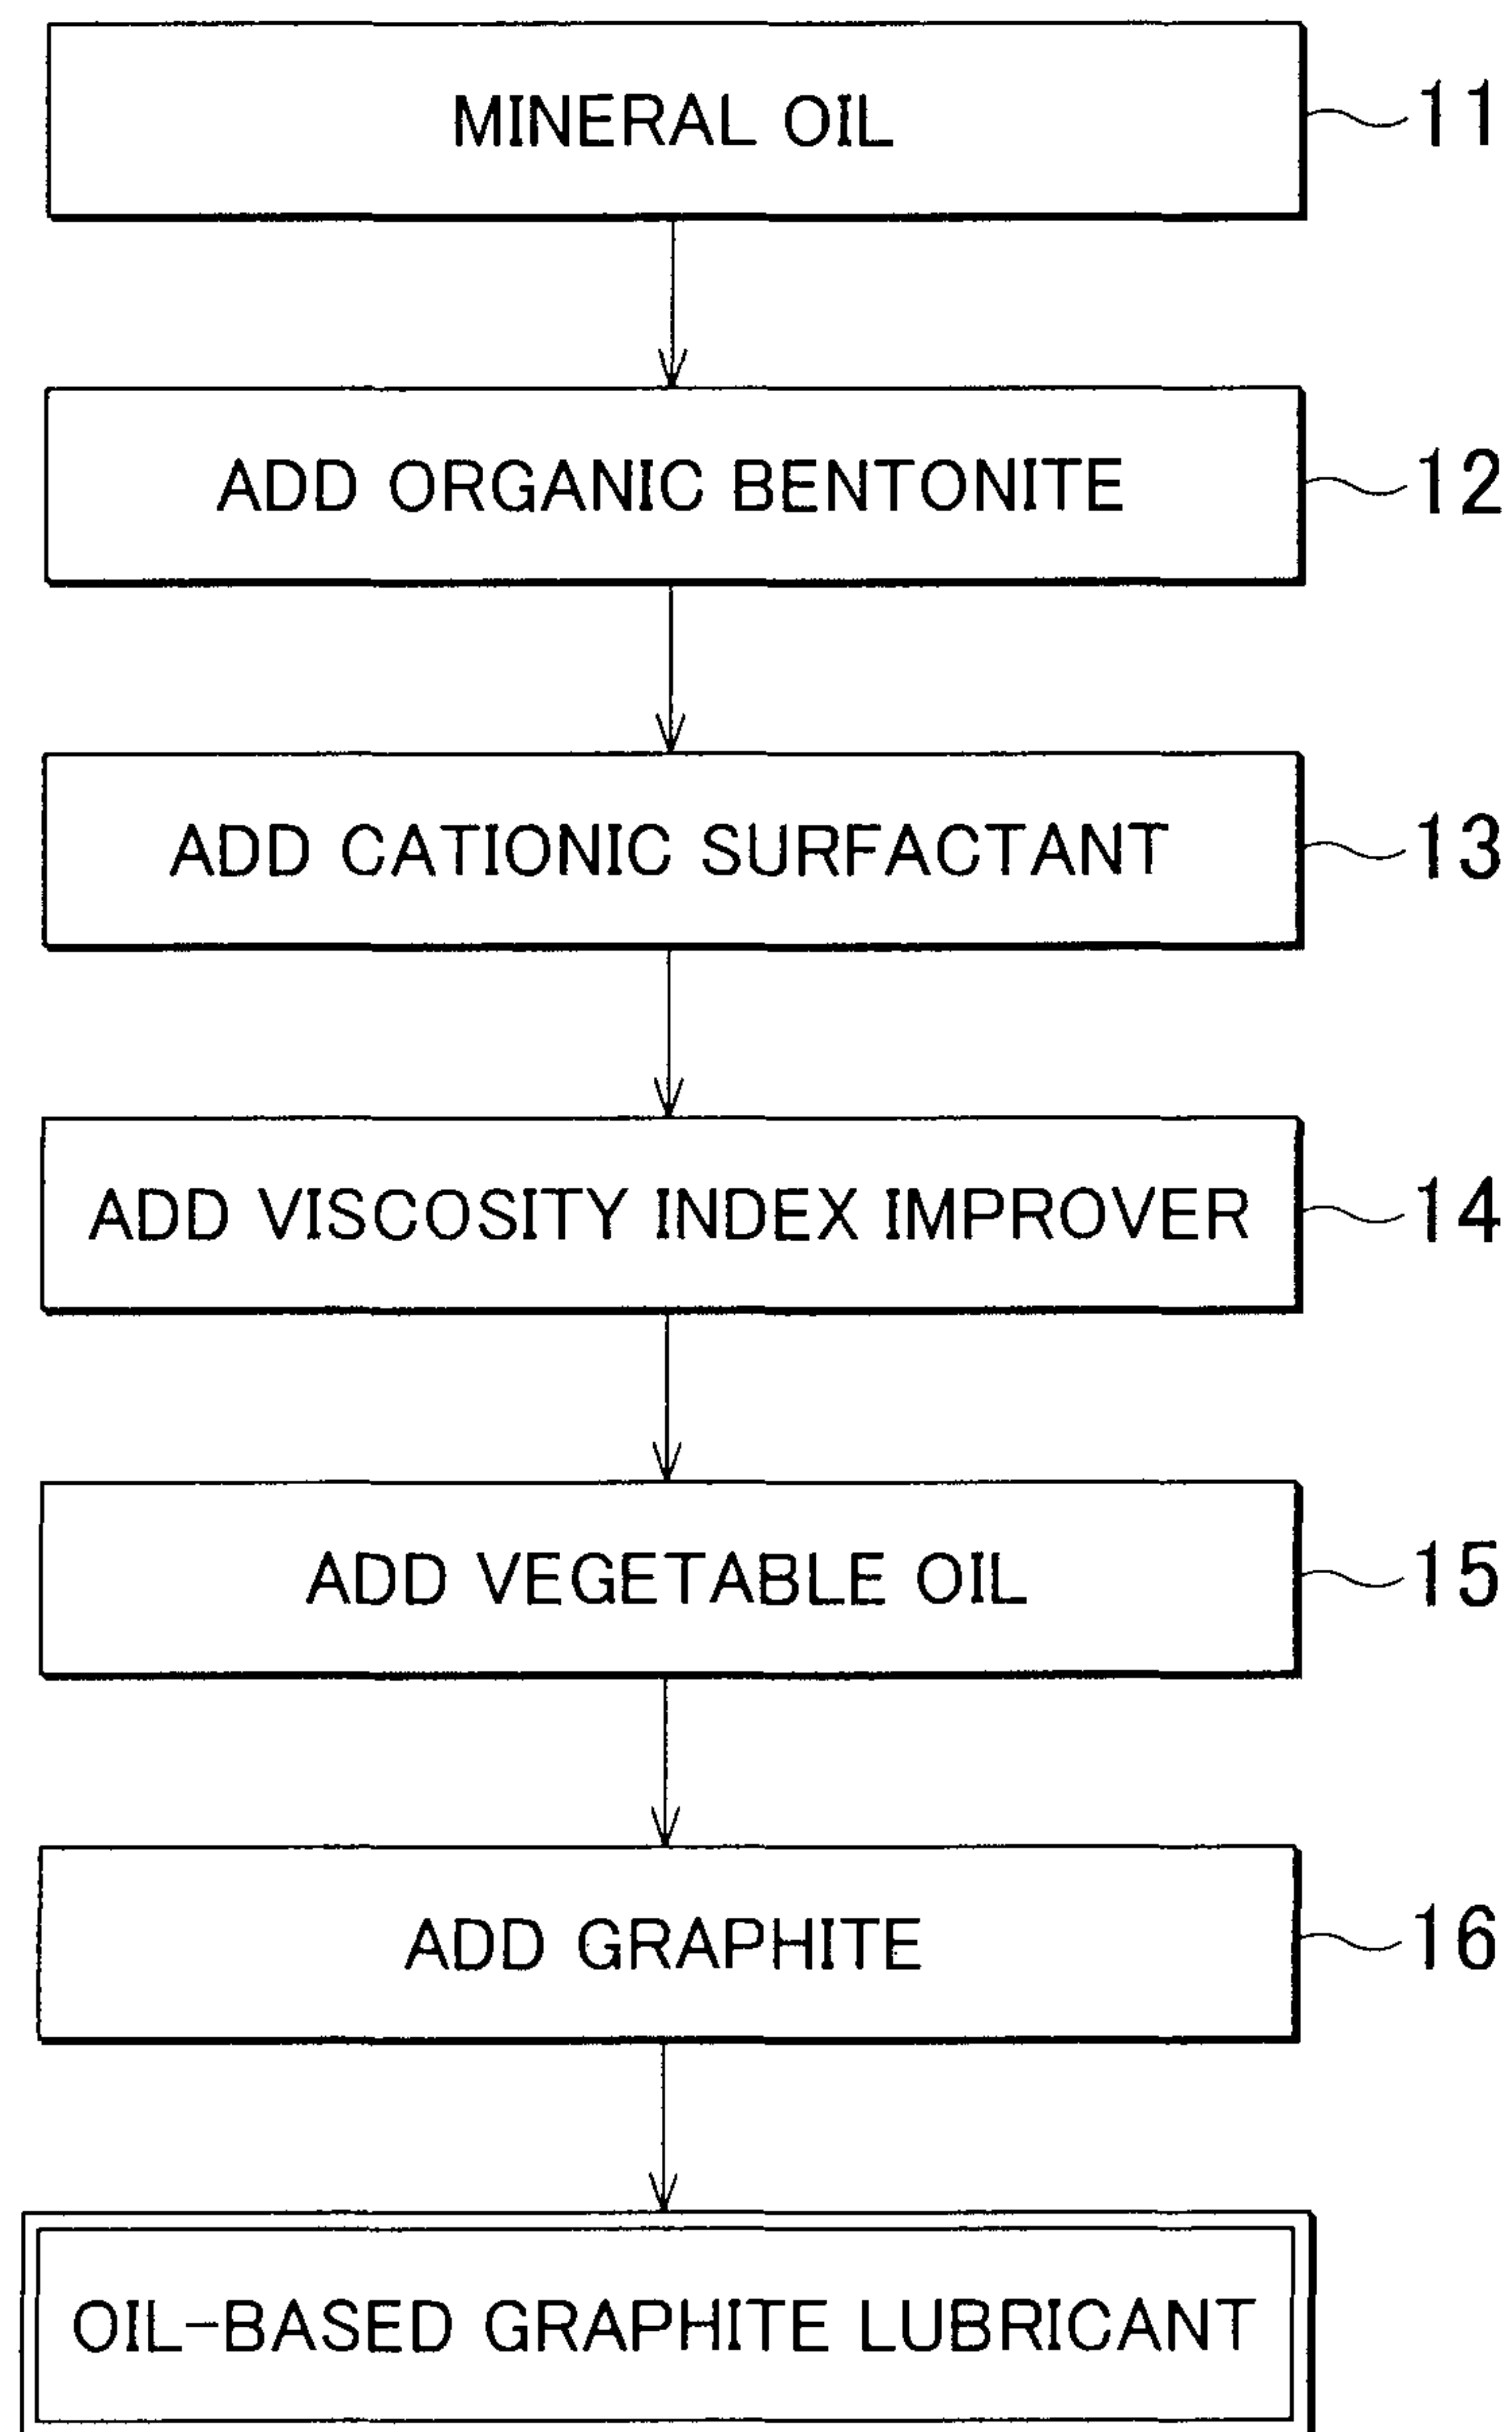 MINERAL OIL 11
ADD ORGANIC BENTONITE 12
ADD CATIONIC SURFACTANT 13
ADD VISCOSITY INDEX IMPROVER 14
ADD VEGETABLE OIL 15
ADD GRAPHITE 16
OIL-BASED GRAPHITE LUBRICANT